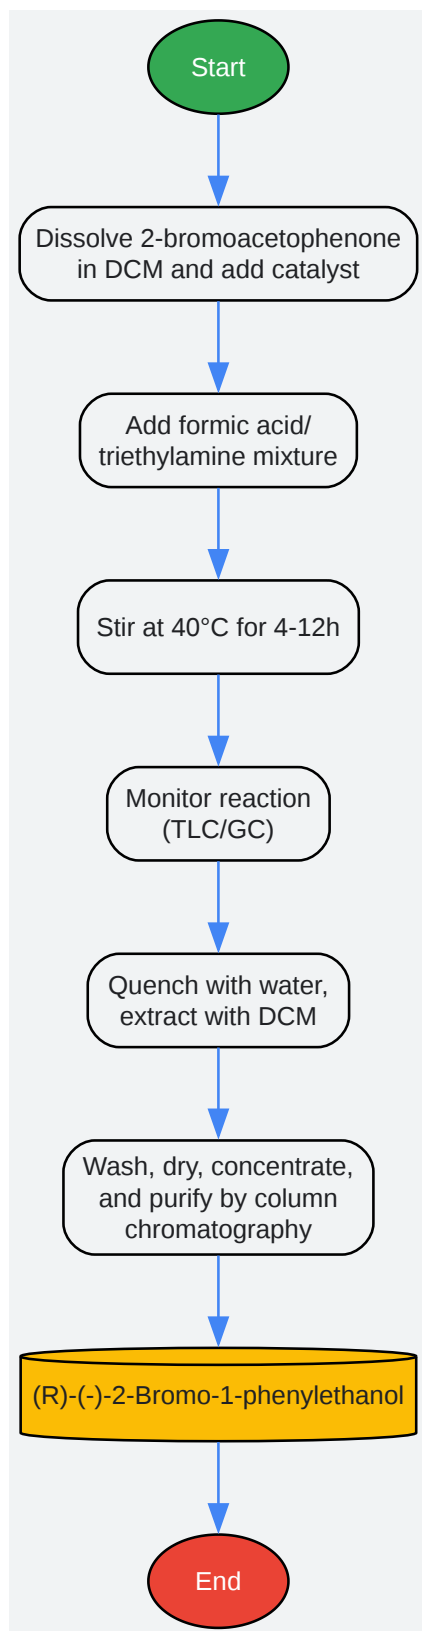 Start
Dissolve 2-bromoacetophenone
in DCM and add catalyst
Add formic acid/
triethylamine mixture
Stir at 40°C for 4-12h
Monitor reaction
(TLC/GC)
Quench with water,
extract with DCM
Wash, dry, concentrate,
and purify by column
chromatography
(R)-(-)-2-Bromo-1-phenylethanol
End